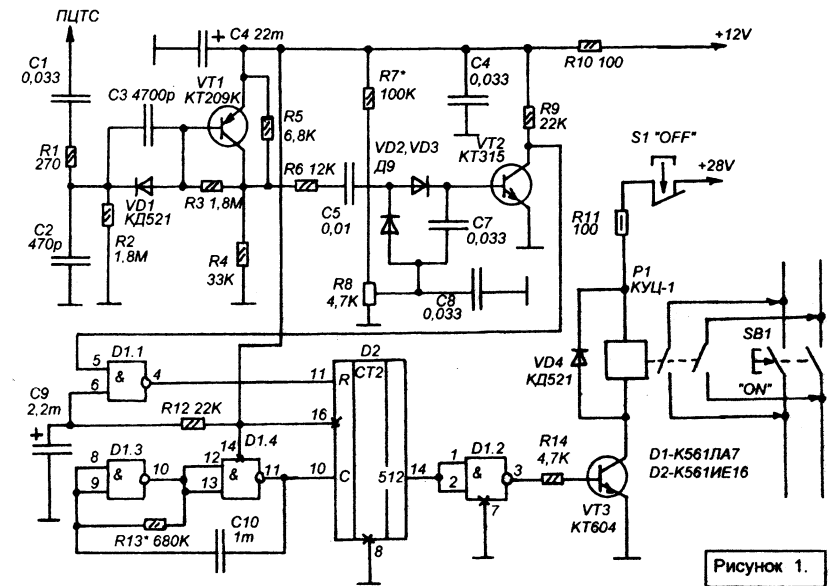 ПЦТС
C1
0,033
C3 4700p
VT1
КТ209К
+ C4 22m
R7*
100K
C4
0,033
R10 100
+12V
R5
6,8K
R9
22K
VD2,VD3
Д9
VT2
КТ315
S1 "OFF"
+28V
R1
270
R6 12K
VD1
КД521
R3 1,8M
C5
0,01
C7
0,033
R11
100
C2
470p
R2
1,8M
R4
33K
R8
4,7K
C8
0,033
P1
КУЦ-1
5
D1.1
&
4
6
D2
11
R
CT2
VD4
КД521
SB1
"ON"
C9
2,2m
+
R12 22K
16
D1.3
8
&
10
9
14
D1.4
12
&
11
13
10
C
512
14
D1.2
1
&
3
2
7
R14
4,7K
D1-К561ЛА7
D2-К561ИЕ16
R13* 680K
C10
1m
8
VT3
КТ604
Рисунок 1.